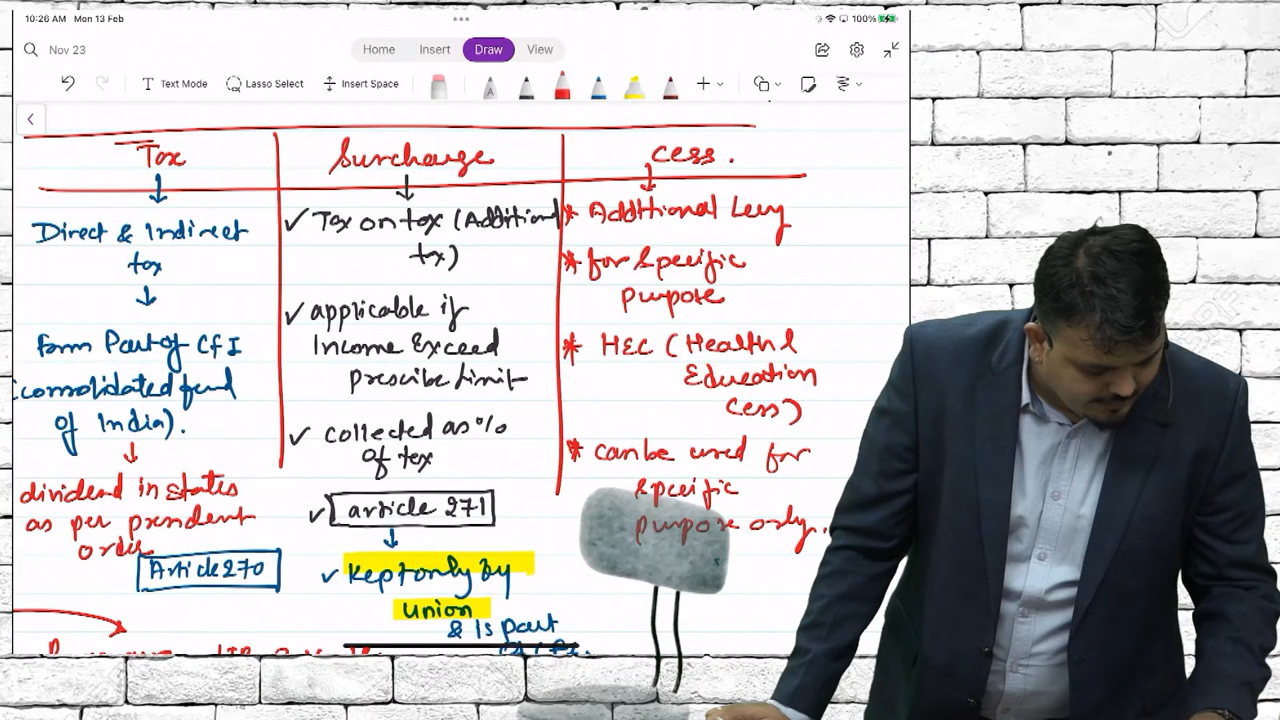 10:26 AM Mon 13 Feb
100%
Nov 23
Home Insert Draw View
Text Mode Lasso Select Insert Space
Tax
Direct & Indirect
tax
form Part of CFI
consolidated fund
of India).
dividend in states
as per president
order
Article 270
Surcharge
✓ Tax on tax (Additional
tax)
✓ applicable if
Income Exceed
prescribe limit
✓ collected as %
of tax
✓ article 271
✓ Kept only by
union
& is part
cess.
* Additional Levy
* for specific
purpose
* HEC (Health &
Education
Cess)
* can be used for
specific
purpose only.